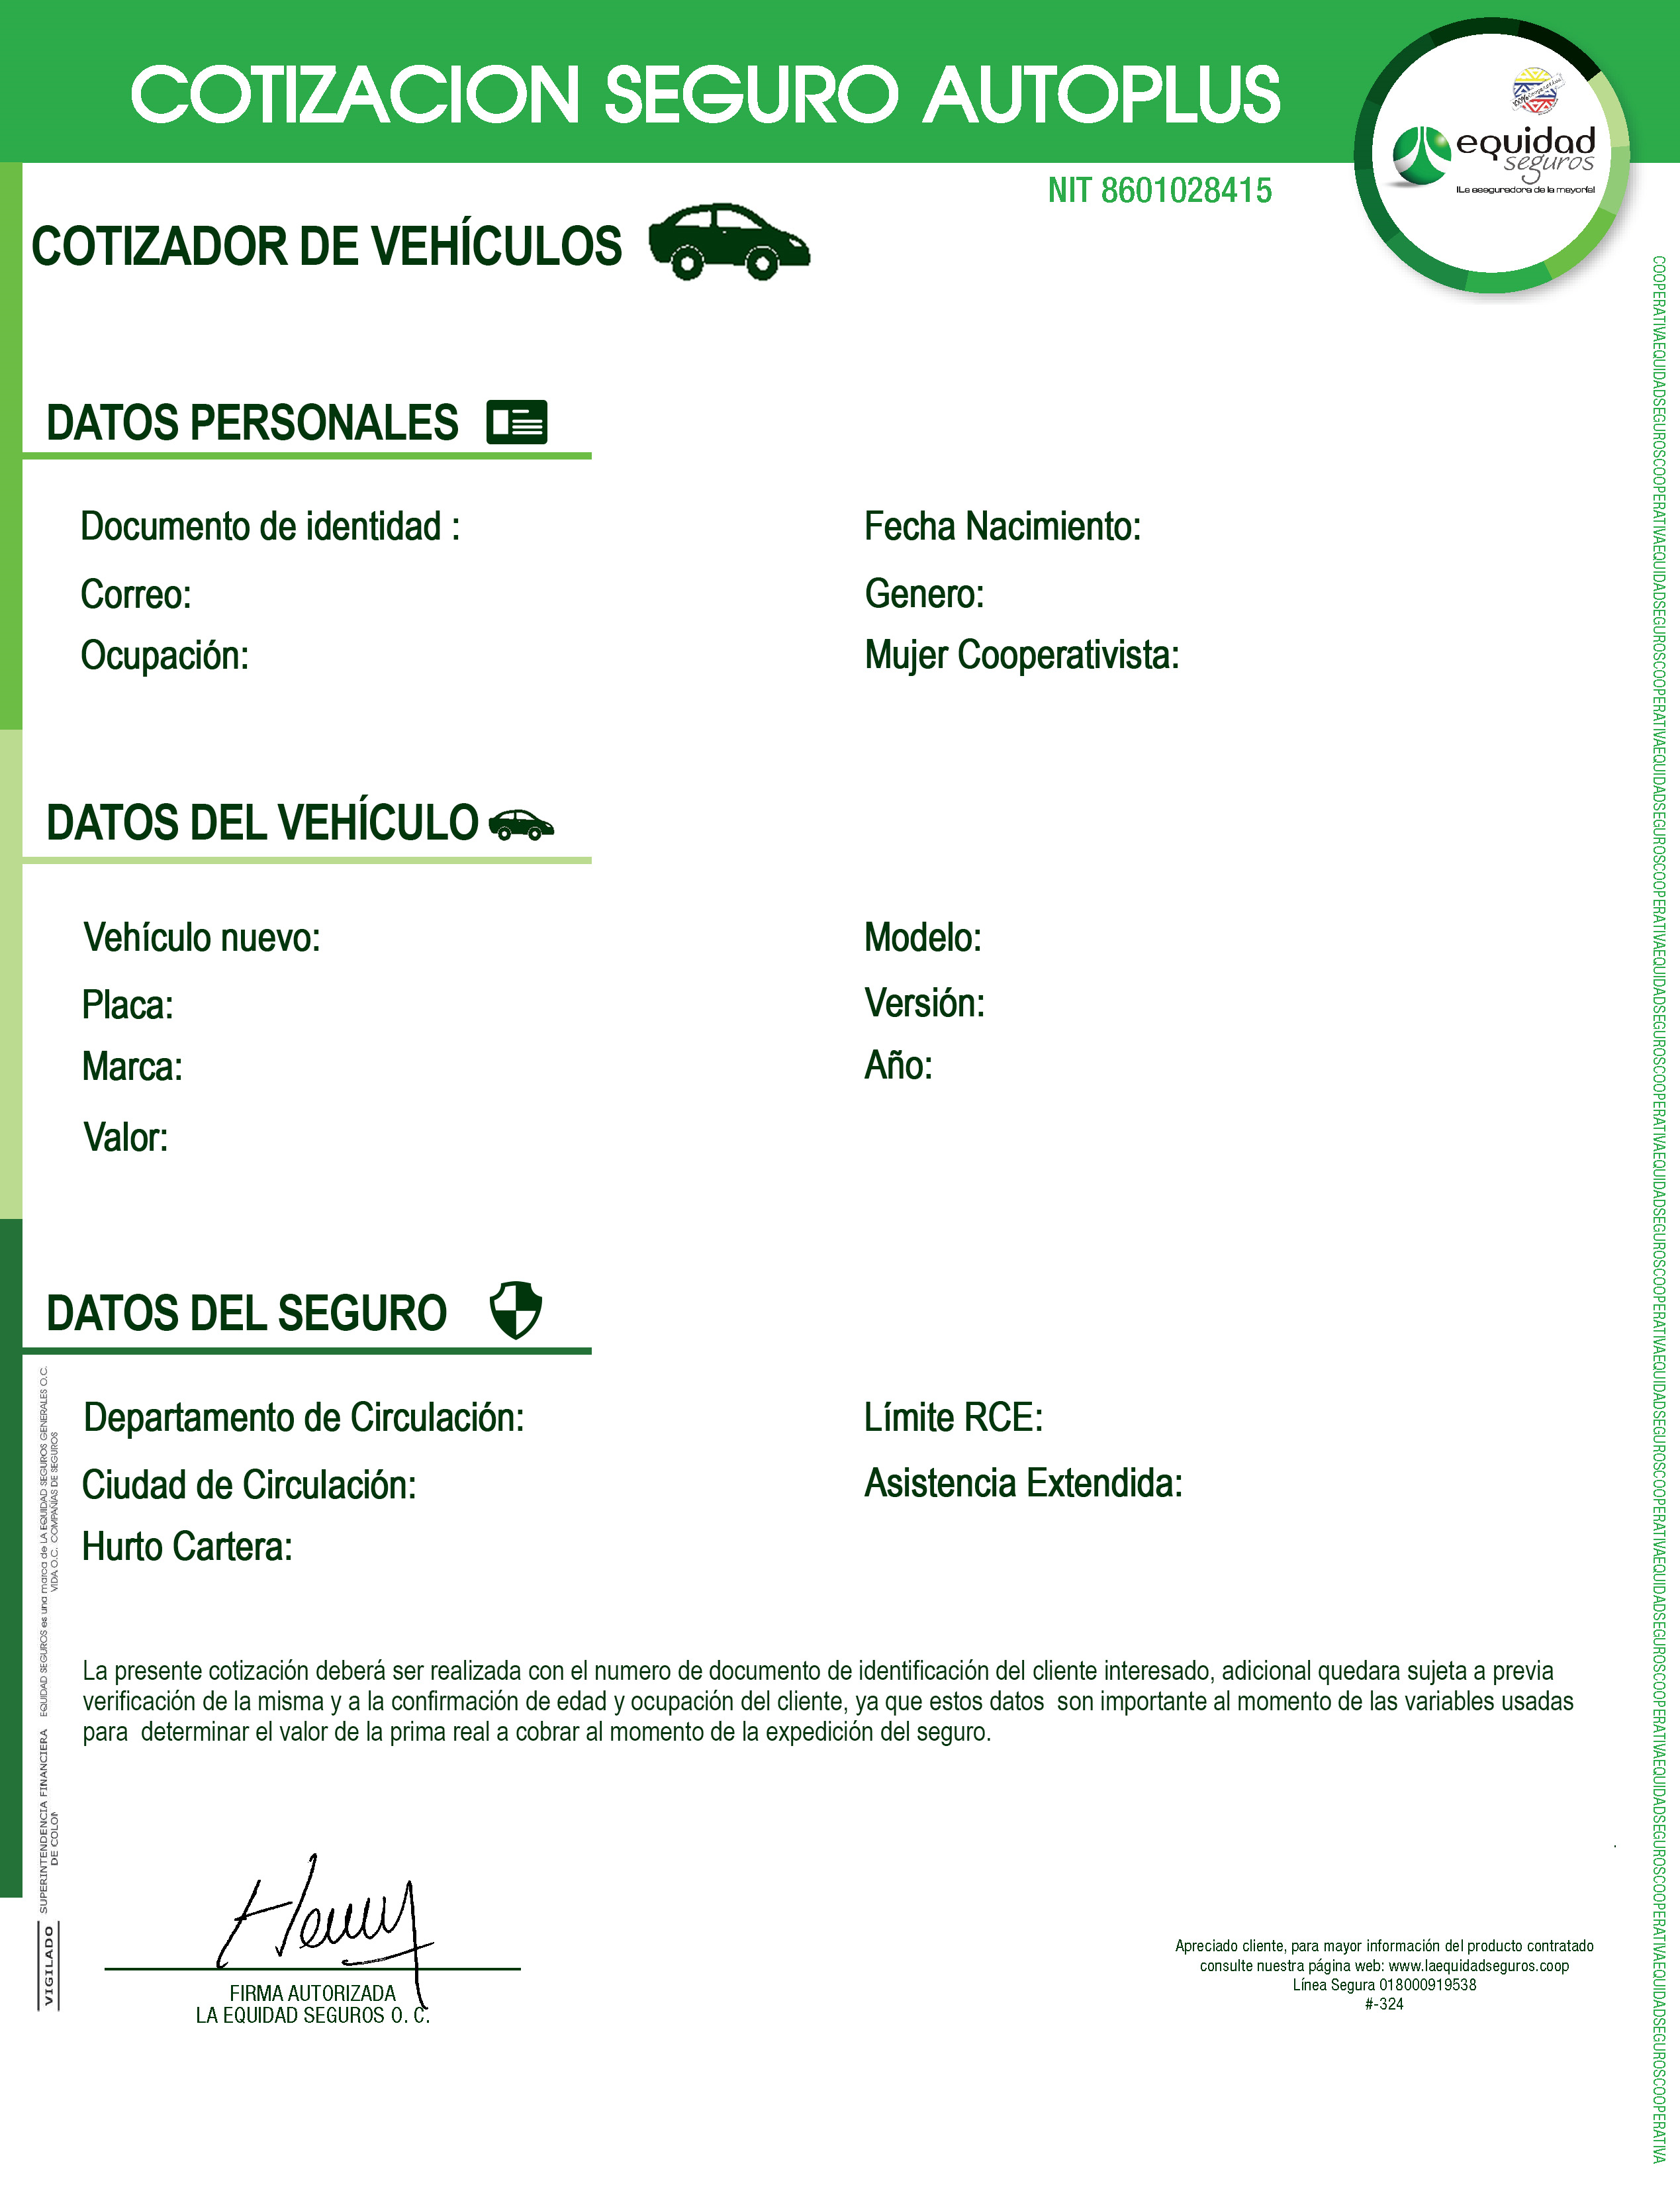 COTIZACION SEGURO AUTOPLUS
equidad
seguros
¡La aseguradora de la mayoría!
NIT 8601028415
COTIZADOR DE VEHÍCULOS
DATOS PERSONALES
Documento de identidad :
Fecha Nacimiento:
Correo:
Genero:
Ocupación:
Mujer Cooperativista:
DATOS DEL VEHÍCULO
Vehículo nuevo:
Modelo:
Placa:
Versión:
Marca:
Año:
Valor:
DATOS DEL SEGURO
Departamento de Circulación:
Límite RCE:
Ciudad de Circulación:
Asistencia Extendida:
Hurto Cartera:
La presente cotización deberá ser realizada con el numero de documento de identificación del cliente interesado, adicional quedara sujeta a previa
verificación de la misma y a la confirmación de edad y ocupación del cliente, ya que estos datos son importante al momento de las variables usadas
para determinar el valor de la prima real a cobrar al momento de la expedición del seguro.
Henry
FIRMA AUTORIZADA
LA EQUIDAD SEGUROS O. C.
Apreciado cliente, para mayor información del producto contratado
consulte nuestra página web: www.laequidadseguros.coop
Línea Segura 018000919538
#-324
VIGILADO
SUPERINTENDENCIA FINANCIERA
DE COLOM
EQUIDAD SEGUROS es una marca de LA EQUIDAD SEGUROS GENERALES O.C.
VIDA O.C. COMPAÑIAS DE SEGUROS
COOPERATIVAEQUIDADSEGUROSCOOPERATIVAEQUIDADSEGUROSCOOPERATIVAEQUIDADSEGUROSCOOPERATIVAEQUIDADSEGUROSCOOPERATIVAEQUIDADSEGUROSCOOPERATIVAEQUIDADSEGUROSCOOPERATIVAEQUIDADSEGUROSCOOPERATIVAEQUIDADSEGUROSCOOPERATIVAEQUIDADSEGUROSCOOPERATIVA